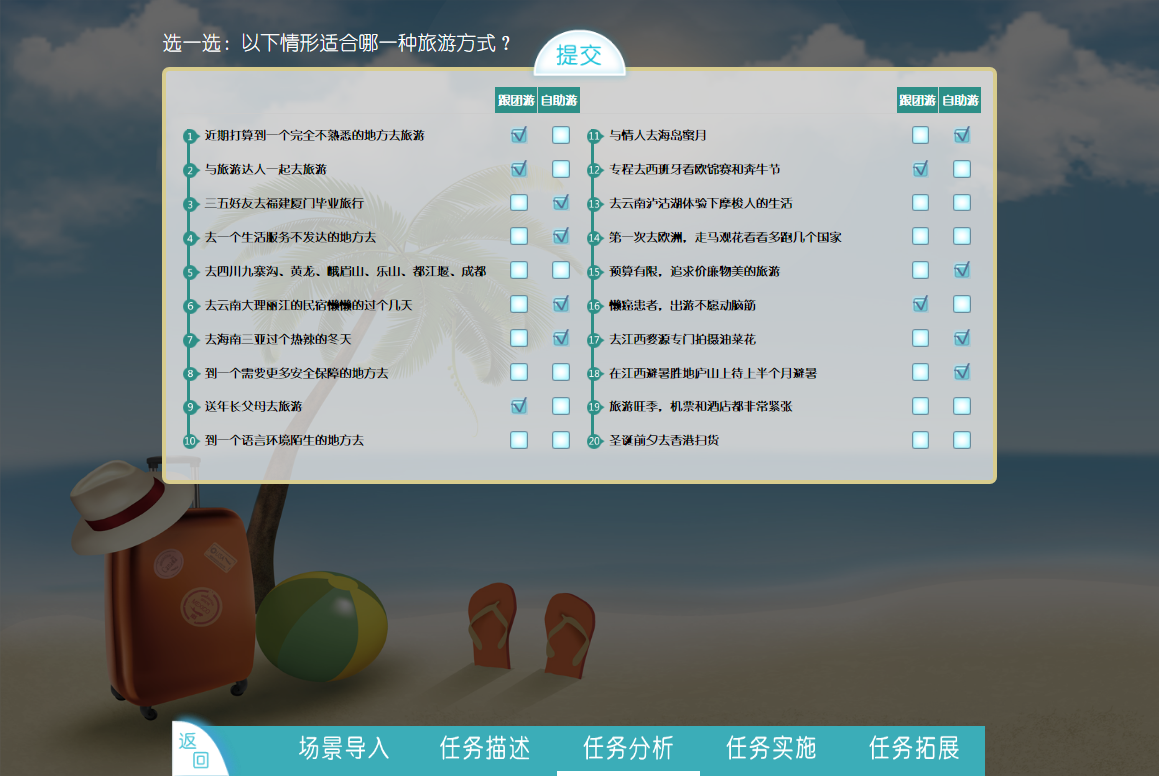 选一选：以下情形适合哪一种旅游方式？
提交
跟团游 自助游
1 近期打算到一个完全不熟悉的地方去旅游
2 与旅游达人一起去旅游
3 三五好友去福建厦门毕业旅行
4 去一个生活服务不发达的地方去
5 去四川九寨沟、黄龙、峨眉山、乐山、都江堰、成都
6 去云南大理丽江的民宿懒懒的过个几天
7 去海南三亚过个热辣的冬天
8 到一个需要更多安全保障的地方去
9 送年长父母去旅游
10 到一个语言环境陌生的地方去
跟团游 自助游
11 与情人去海岛蜜月
12 专程去西班牙看欧锦赛和奔牛节
13 去云南泸沽湖体验下摩梭人的生活
14 第一次去欧洲，走马观花看看多跑几个国家
15 预算有限，追求价廉物美的旅游
16 懒癌患者，出游不愿动脑筋
17 去江西婺源专门拍摄油菜花
18 在江西避暑胜地庐山上待上半个月避暑
19 旅游旺季，机票和酒店都非常紧张
20 圣诞前夕去香港扫货
返回
场景导入 任务描述 任务分析 任务实施 任务拓展